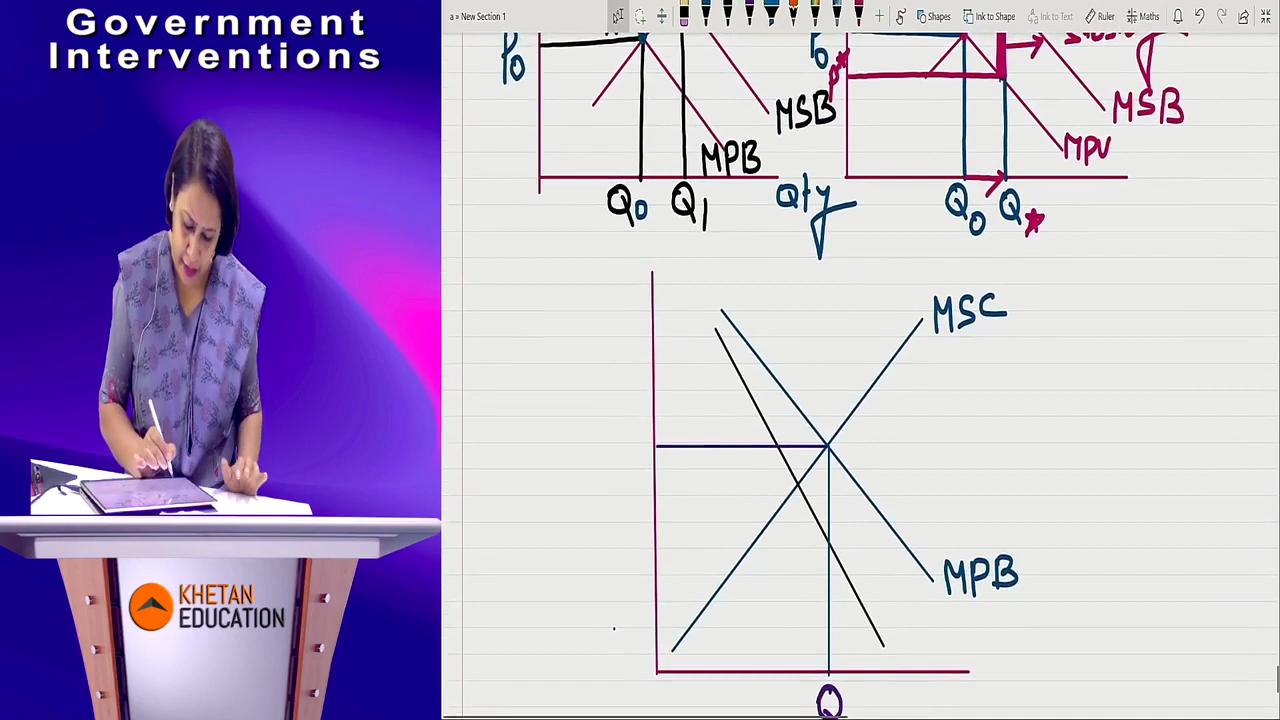 Government
Interventions
a » New Section 1
Shapes
Ink to Shape
Ink to Text
Ruler
Maths
P0
MSB
MPB
Q0
Q1
Qty
P0
P*
MSB
MPV
Q0
Q*
MSC
MPB
Q
KHETAN
EDUCATION